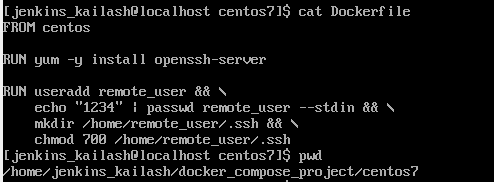 [jenkins_kailash@localhost centos7]$ cat Dockerfile
FROM centos
RUN yum -y install openssh-server
RUN useradd remote_user && \
echo "1234" | passwd remote_user --stdin && \
mkdir /home/remote_user/.ssh && \
chmod 700 /home/remote_user/.ssh
[jenkins_kailash@localhost centos7]$ pwd
/home/jenkins_kailash/docker_compose_project/centos7